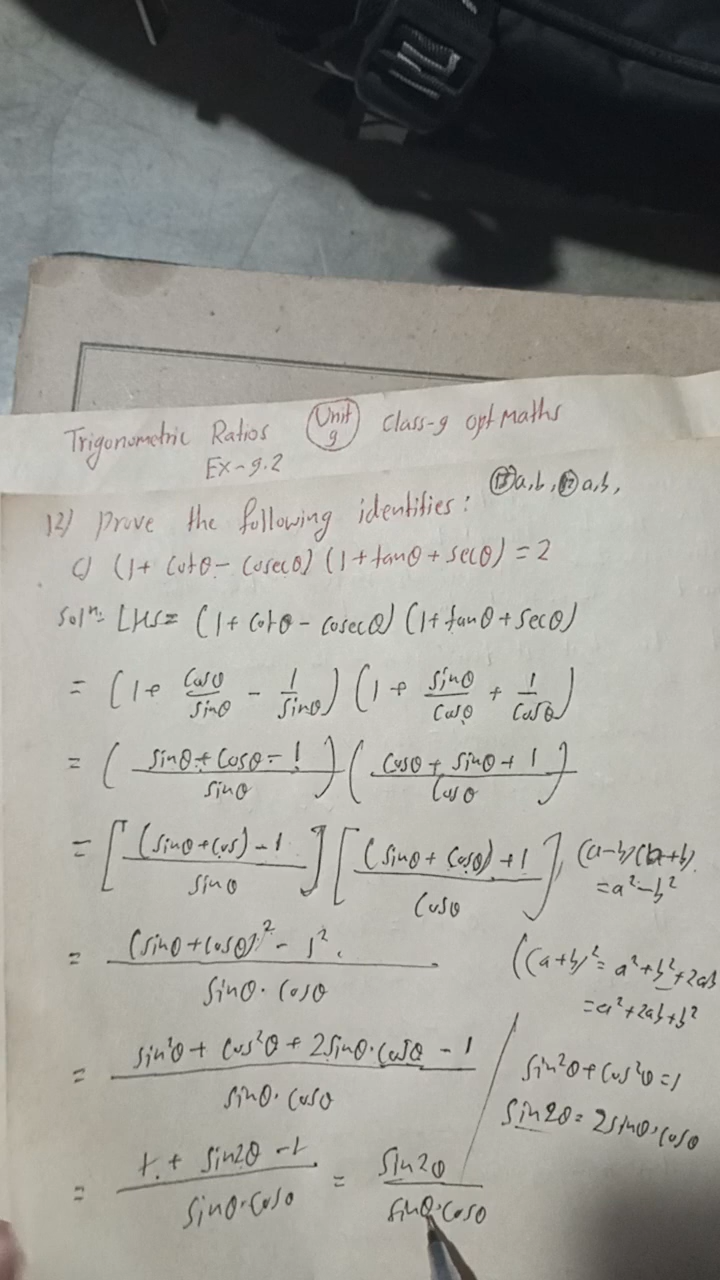 Trigonometric Ratios Unit 9 Class-9 opt Maths
Ex-9.2
a,b, a,b,
12) Prove the following identities:
c) (1+ cotθ - cosecθ) (1+tanθ+secθ) = 2
Solⁿ: LHS = (1+cotθ - cosecθ) (1+tanθ+secθ)
= (1+ cosθ/sinθ - 1/sinθ) (1+ sinθ/cosθ + 1/cosθ)
= ( sinθ+cosθ-1 / sinθ ) ( cosθ+sinθ+1 / cosθ )
= [ (sinθ+cos)-1 / sinθ ] [ (sinθ+cosθ)+1 / cosθ ], (a-b)(a+b)
= a²-b²
= (sinθ+cosθ)² - 1². / sinθ·cosθ
((a+b)² = a²+b²+2ab
= a²+2ab+b²
= sin²θ+cos²θ+2sinθ·cosθ - 1 / sinθ·cosθ
sin²θ+cos²θ=1
sin2θ = 2sinθ·cosθ
= 1 + sin2θ - 1 / sinθ·cosθ = sin2θ / sinθ·cosθ